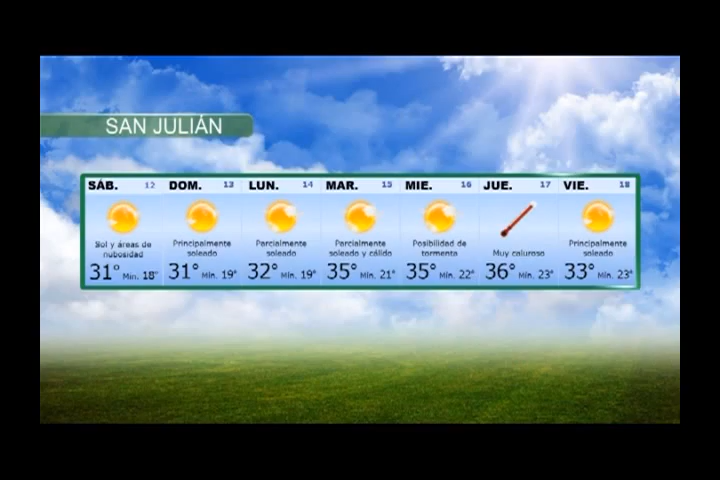 SAN JULIÁN
SÁB. 12
Sol y áreas de
nubosidad
31° Mín. 18°
DOM. 13
Principalmente
soleado
31° Mín. 19°
LUN. 14
Parcialmente
soleado
32° Mín. 19°
MAR. 15
Parcialmente
soleado y cálido
35° Mín. 21°
MIE. 16
Posibilidad de
tormenta
35° Mín. 22°
JUE. 17
Muy caluroso
36° Mín. 23°
VIE. 18
Principalmente
soleado
33° Mín. 23°